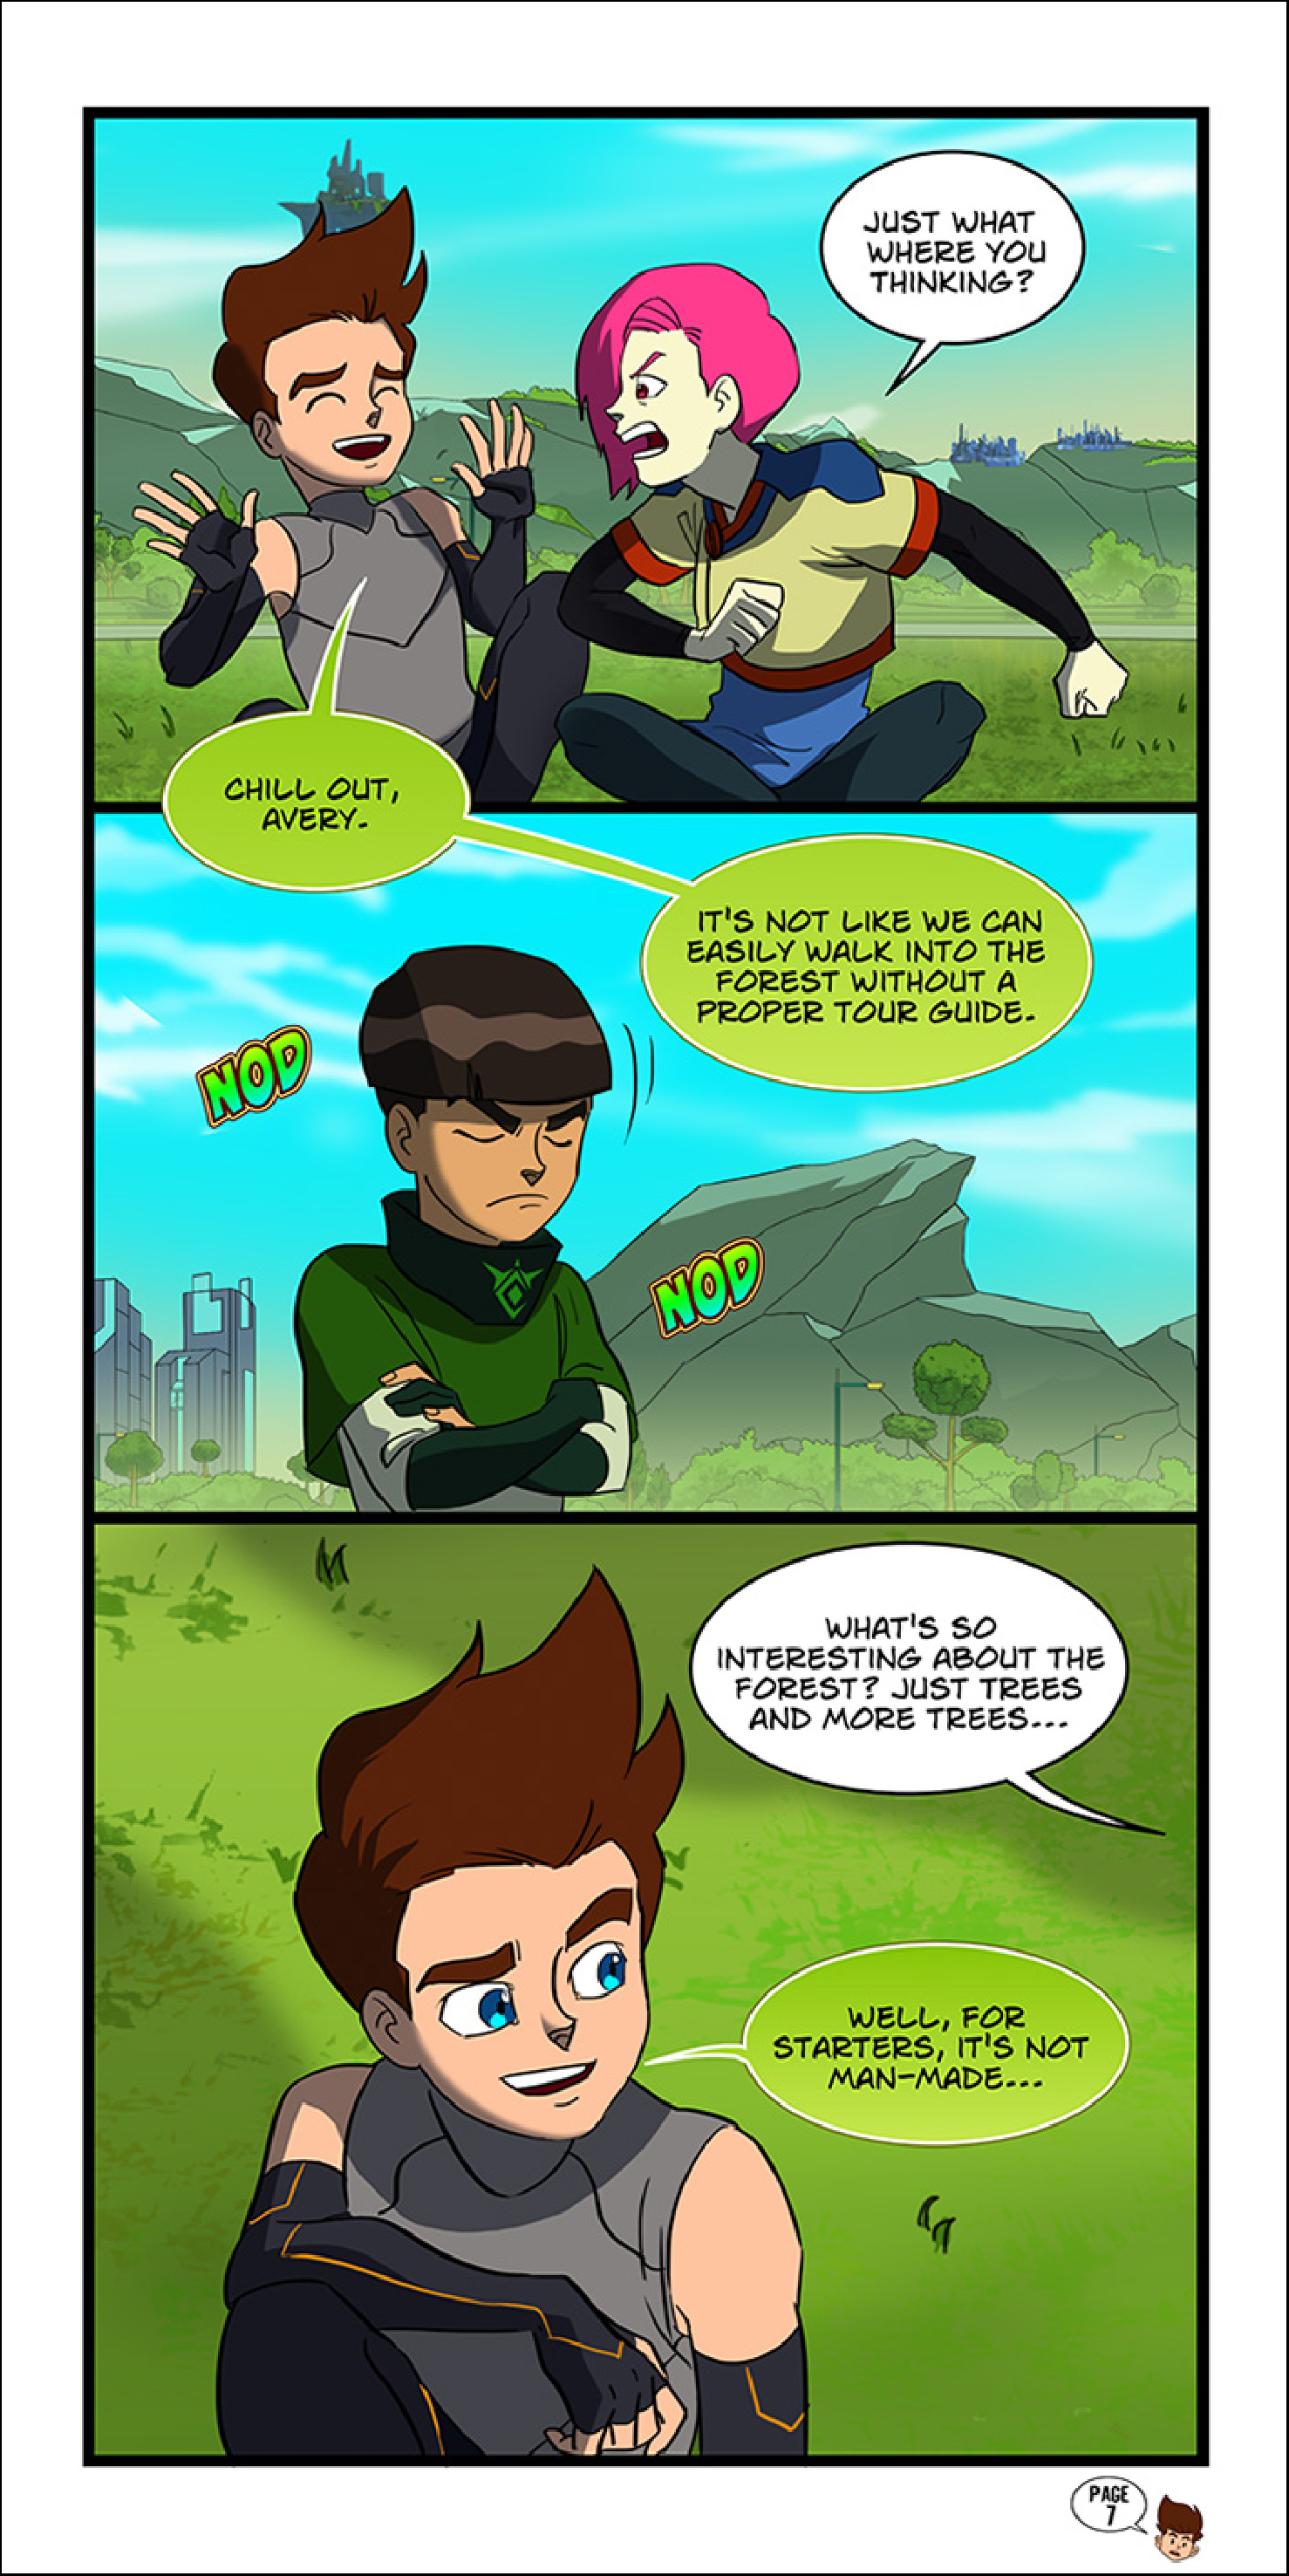 JUST WHAT
WHERE YOU
THINKING?
CHILL OUT,
AVERY.
IT'S NOT LIKE WE CAN
EASILY WALK INTO THE
FOREST WITHOUT A
PROPER TOUR GUIDE.
NOD
NOD
WHAT'S SO
INTERESTING ABOUT THE
FOREST? JUST TREES
AND MORE TREES...
WELL, FOR
STARTERS, IT'S NOT
MAN-MADE...
PAGE
7